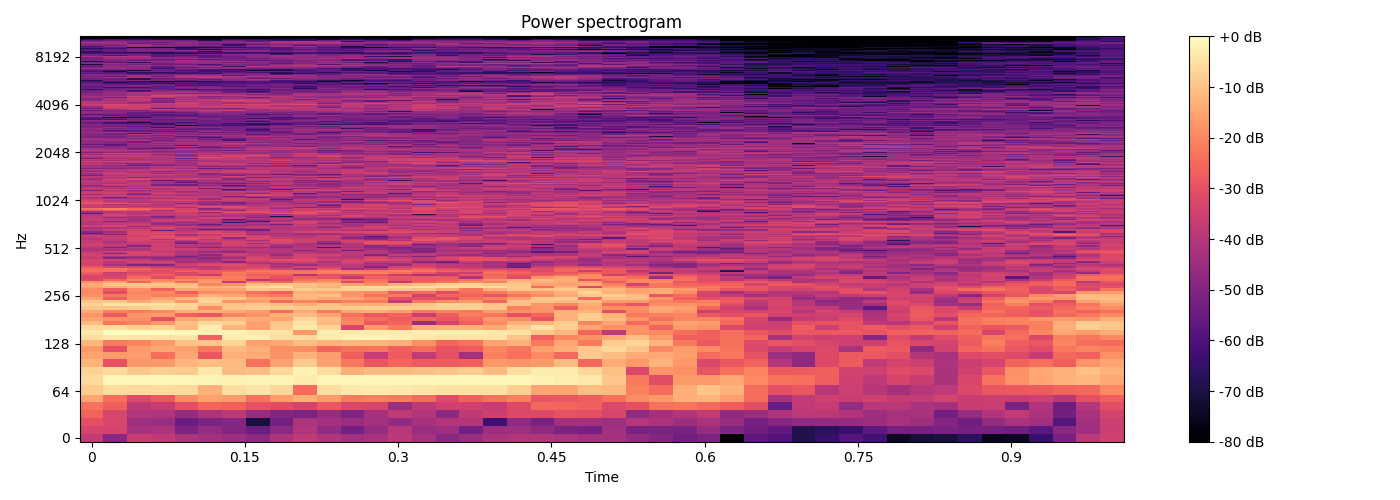 Power spectrogram
Hz
8192
4096
2048
1024
512
256
128
64
0
0 0.15 0.3 0.45 0.6 0.75 0.9
Time
+0 dB
-10 dB
-20 dB
-30 dB
-40 dB
-50 dB
-60 dB
-70 dB
-80 dB